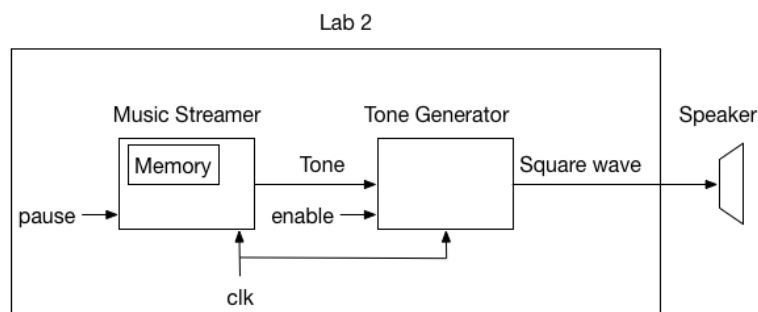 Lab 2
Music Streamer
Tone Generator
Speaker
Memory
Tone
Square wave
pause
enable
clk